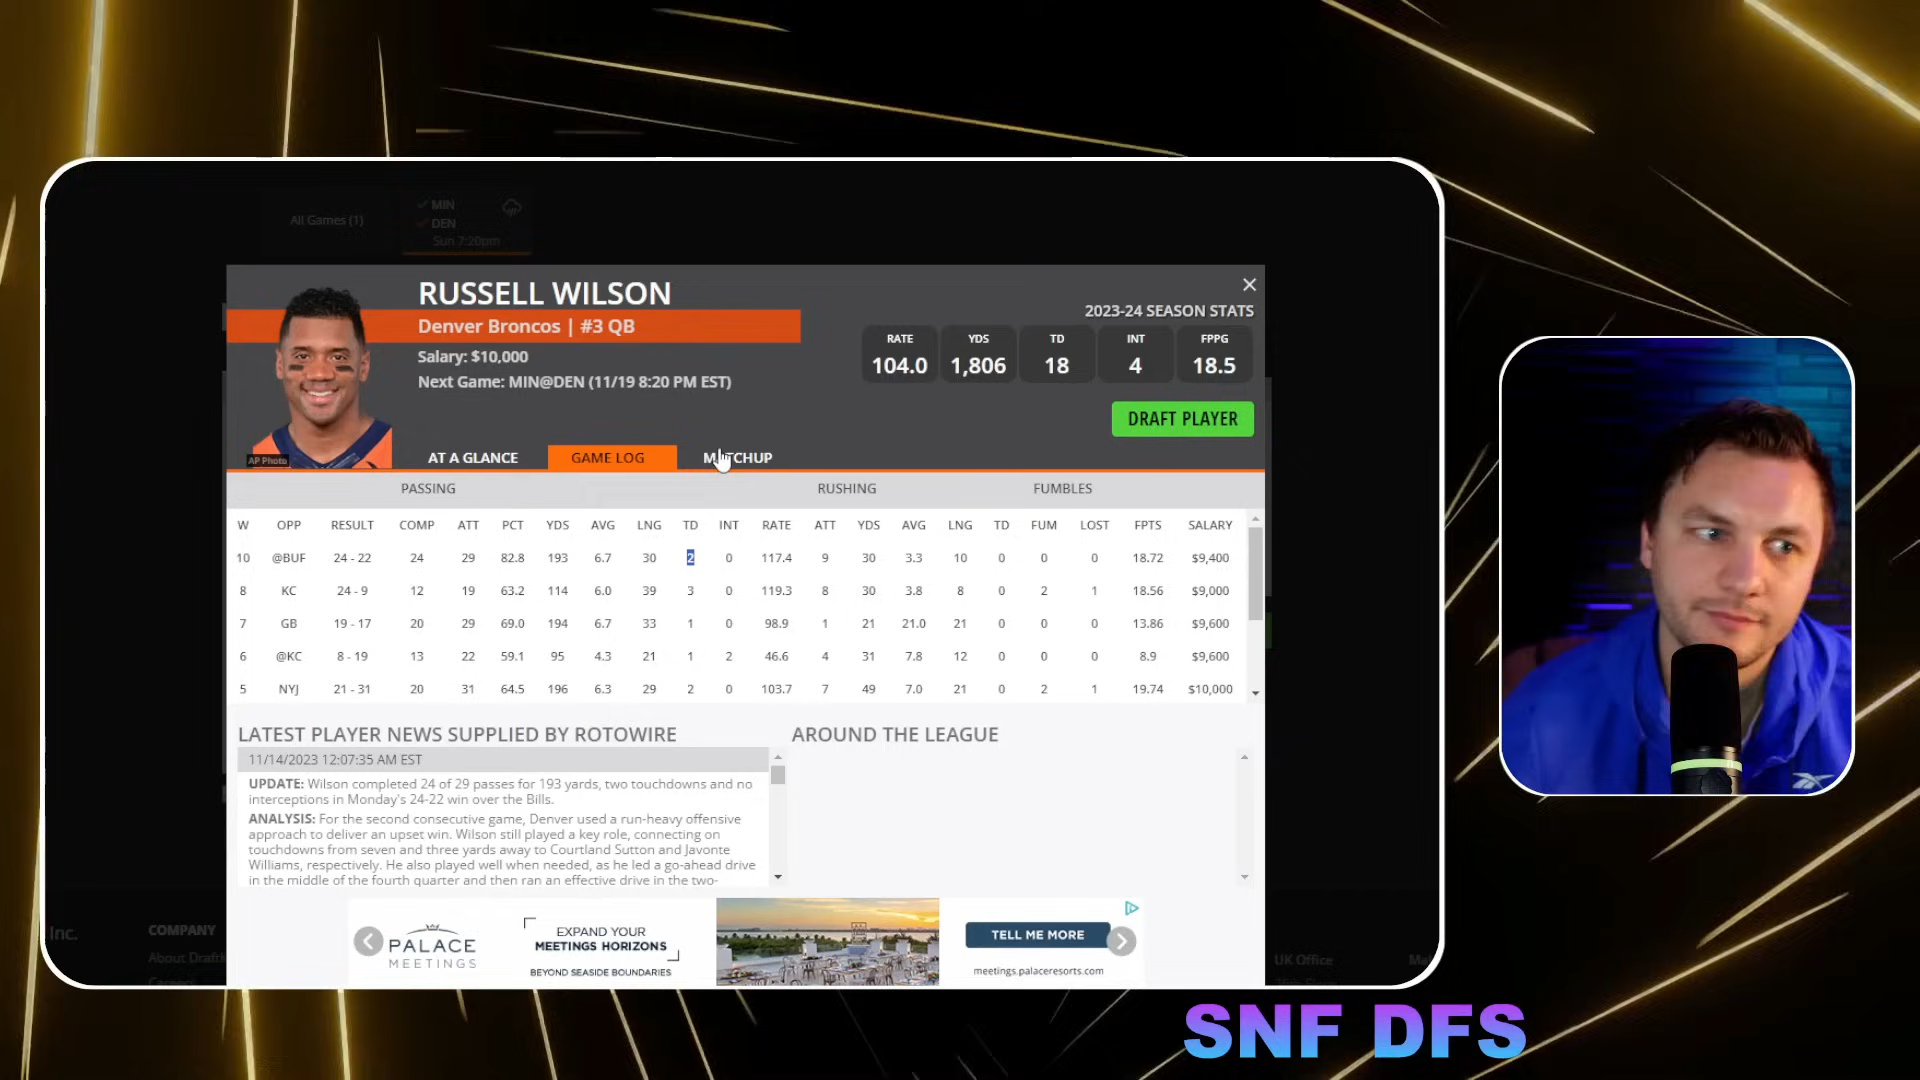 All Games (1)
MIN
DEN
Sun 7:20pm
RUSSELL WILSON
Denver Broncos | #3 QB
Salary: $10,000
Next Game: MIN@DEN (11/19 8:20 PM EST)
2023-24 SEASON STATS
RATE YDS TD INT FPPG
104.0 1,806 18 4 18.5
DRAFT PLAYER
AP Photo
AT A GLANCE GAME LOG MATCHUP
PASSING RUSHING FUMBLES
W OPP RESULT COMP ATT PCT YDS AVG LNG TD INT RATE ATT YDS AVG LNG TD FUM LOST FPTS SALARY
10 @BUF 24 - 22 24 29 82.8 193 6.7 30 2 0 117.4 9 30 3.3 10 0 0 0 18.72 $9,400
8 KC 24 - 9 12 19 63.2 114 6.0 39 3 0 119.3 8 30 3.8 8 0 2 1 18.56 $9,000
7 GB 19 - 17 20 29 69.0 194 6.7 33 1 0 98.9 1 21 21.0 21 0 0 0 13.86 $9,600
6 @KC 8 - 19 13 22 59.1 95 4.3 21 1 2 46.6 4 31 7.8 12 0 0 0 8.9 $9,600
5 NYJ 21 - 31 20 31 64.5 196 6.3 29 2 0 103.7 7 49 7.0 21 0 2 1 19.74 $10,000
LATEST PLAYER NEWS SUPPLIED BY ROTOWIRE
11/14/2023 12:07:35 AM EST
UPDATE: Wilson completed 24 of 29 passes for 193 yards, two touchdowns and no
interceptions in Monday's 24-22 win over the Bills.
ANALYSIS: For the second consecutive game, Denver used a run-heavy offensive
approach to deliver an upset win. Wilson still played a key role, connecting on
touchdowns from seven and three yards away to Courtland Sutton and Javonte
Williams, respectively. He also played well when needed, as he led a go-ahead drive
in the middle of the fourth quarter and then ran an effective drive in the two-
AROUND THE LEAGUE
PALACE
MEETINGS
EXPAND YOUR
MEETINGS HORIZONS
BEYOND SEASIDE BOUNDARIES
TELL ME MORE
meetings.palaceresorts.com
Inc.
COMPANY
About Draftk
UK Office
SNF DFS